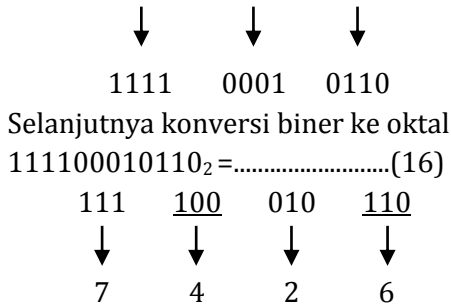 1111 0001 0110
Selanjutnya konversi biner ke oktal
111100010110₂ =.........................(16)
111 100 010 110
7 4 2 6